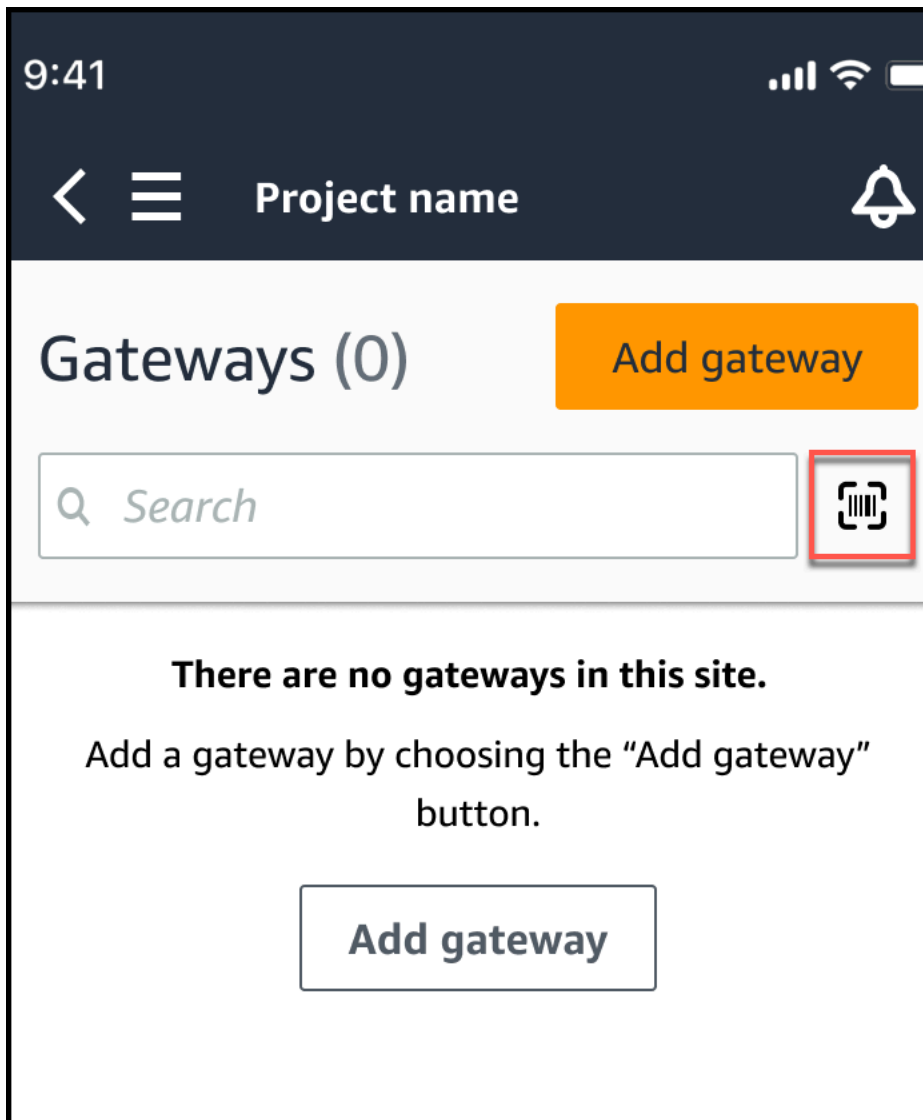 9:41
Project name
Gateways (0)
Add gateway
Search
There are no gateways in this site.
Add a gateway by choosing the “Add gateway”
button.
Add gateway